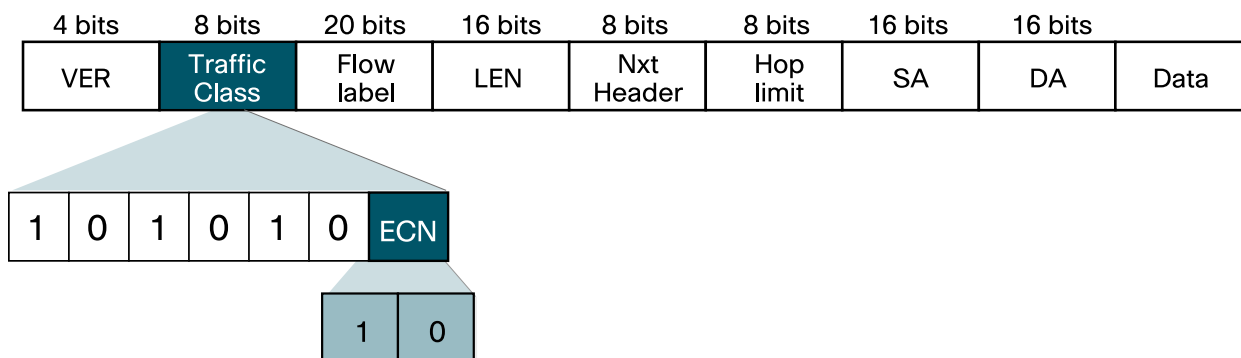 4 bits 8 bits 20 bits 16 bits 8 bits 8 bits 16 bits 16 bits
VER Traffic Class Flow label LEN Nxt Header Hop limit SA DA Data
1 0 1 0 1 0 ECN
1 0